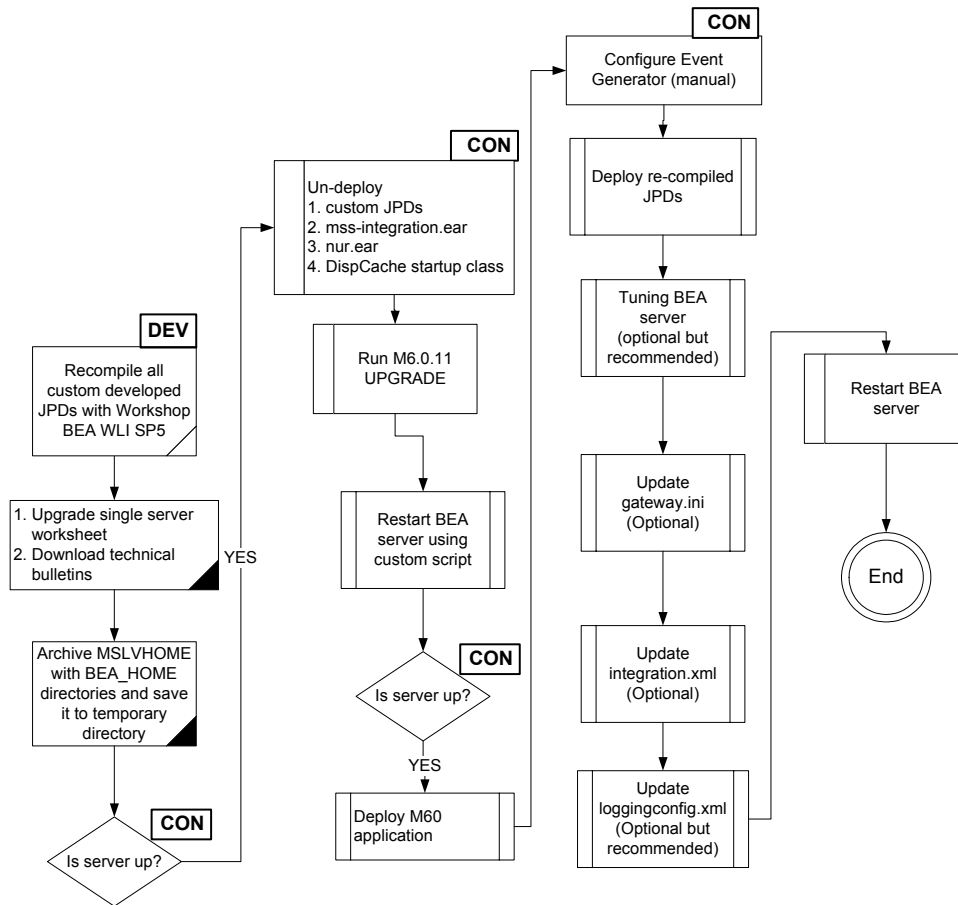 DEV
Recompile all
custom developed
JPDs with Workshop
BEA WLI SP5
1. Upgrade single server
worksheet
2. Download technical
bulletins
Archive MSLVHOME
with BEA_HOME
directories and save
it to temporary
directory
CON
Is server up?
YES
CON
Un-deploy
1. custom JPDs
2. mss-integration.ear
3. nur.ear
4. DispCache startup class
Run M6.0.11
UPGRADE
Restart BEA
server using
custom script
CON
Is server up?
YES
Deploy M60
application
CON
Configure Event
Generator (manual)
Deploy re-compiled
JPDs
Tuning BEA
server
(optional but
recommended)
Update
gateway.ini
(Optional)
Update
integration.xml
(Optional)
Update
loggingconfig.xml
(Optional but
recommended)
Restart BEA
server
End